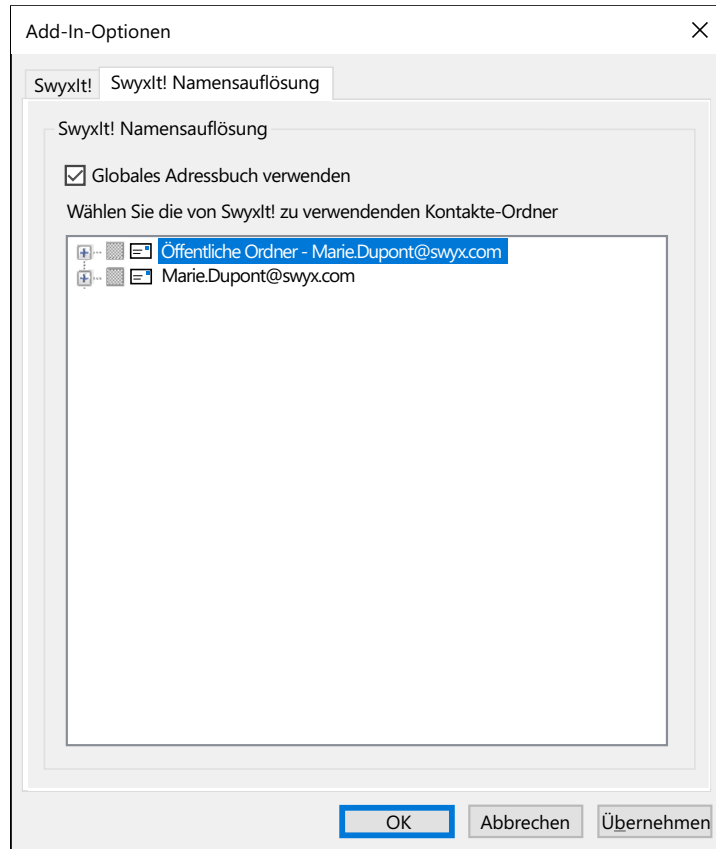 Add-In-Optionen
SwyxIt! SwyxIt! Namensauflösung
SwyxIt! Namensauflösung
Globales Adressbuch verwenden
Wählen Sie die von SwyxIt! zu verwendenden Kontakte-Ordner
Öffentliche Ordner - Marie.Dupont@swyx.com
Marie.Dupont@swyx.com
OK Abbrechen Übernehmen